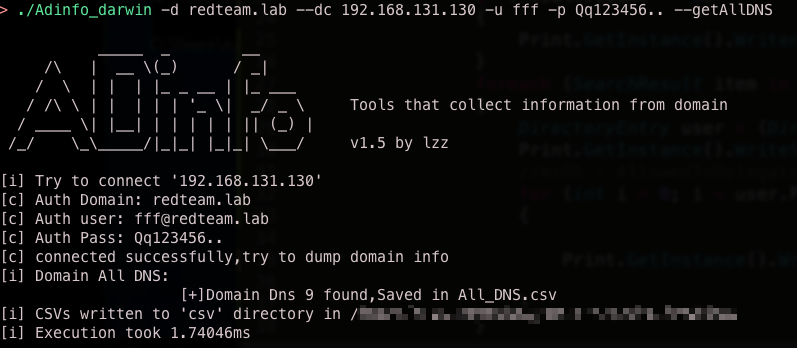 > ./Adinfo_darwin -d redteam.lab --dc 192.168.131.130 -u fff -p Qq123456.. --getAllDNS
ADinfo
Tools that collect information from domain
v1.5 by lzz
[i] Try to connect '192.168.131.130'
[c] Auth Domain: redteam.lab
[c] Auth user: fff@redteam.lab
[c] Auth Pass: Qq123456..
[c] connected successfully,try to dump domain info
[i] Domain All DNS:
[+]Domain Dns 9 found,Saved in All_DNS.csv
[i] CSVs written to 'csv' directory in /
[i] Execution took 1.74046ms